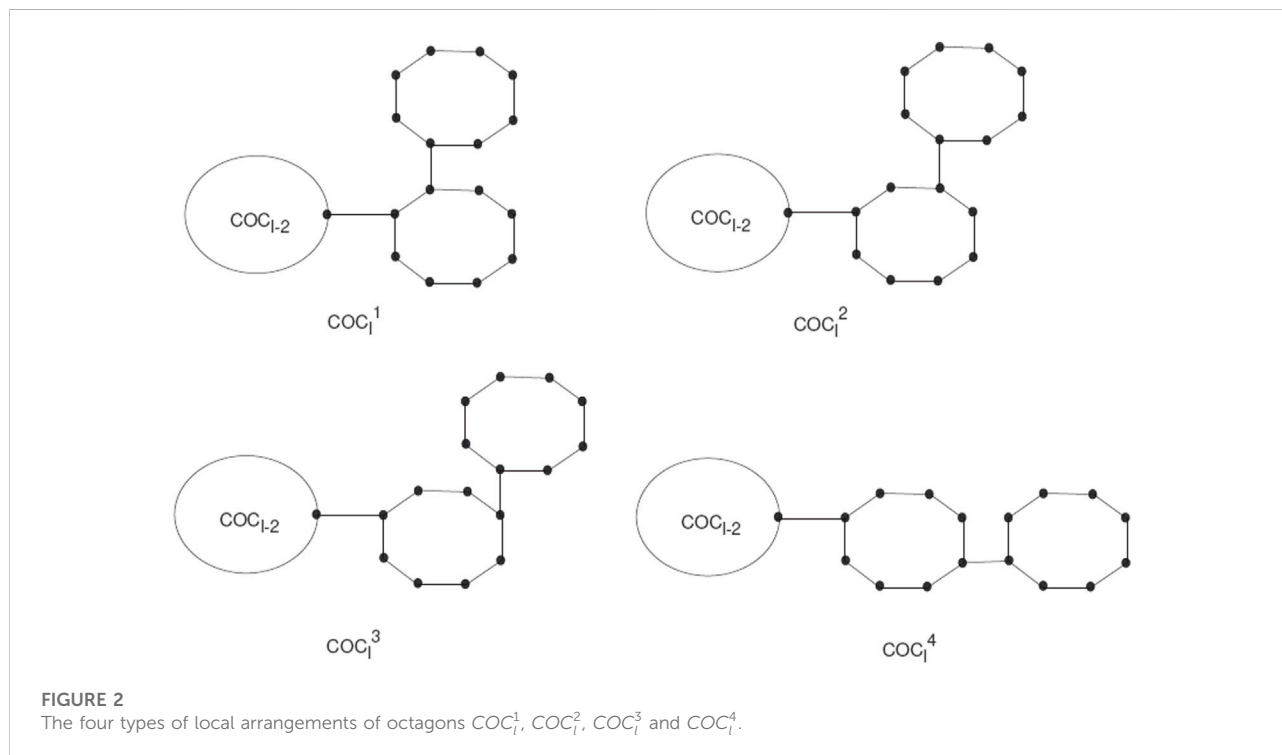 COC_{l-2}
COC_l^1
COC_{l-2}
COC_l^2
COC_{l-2}
COC_l^3
COC_{l-2}
COC_l^4
FIGURE 2
The four types of local arrangements of octagons COC_l^1, COC_l^2, COC_l^3 and COC_l^4.